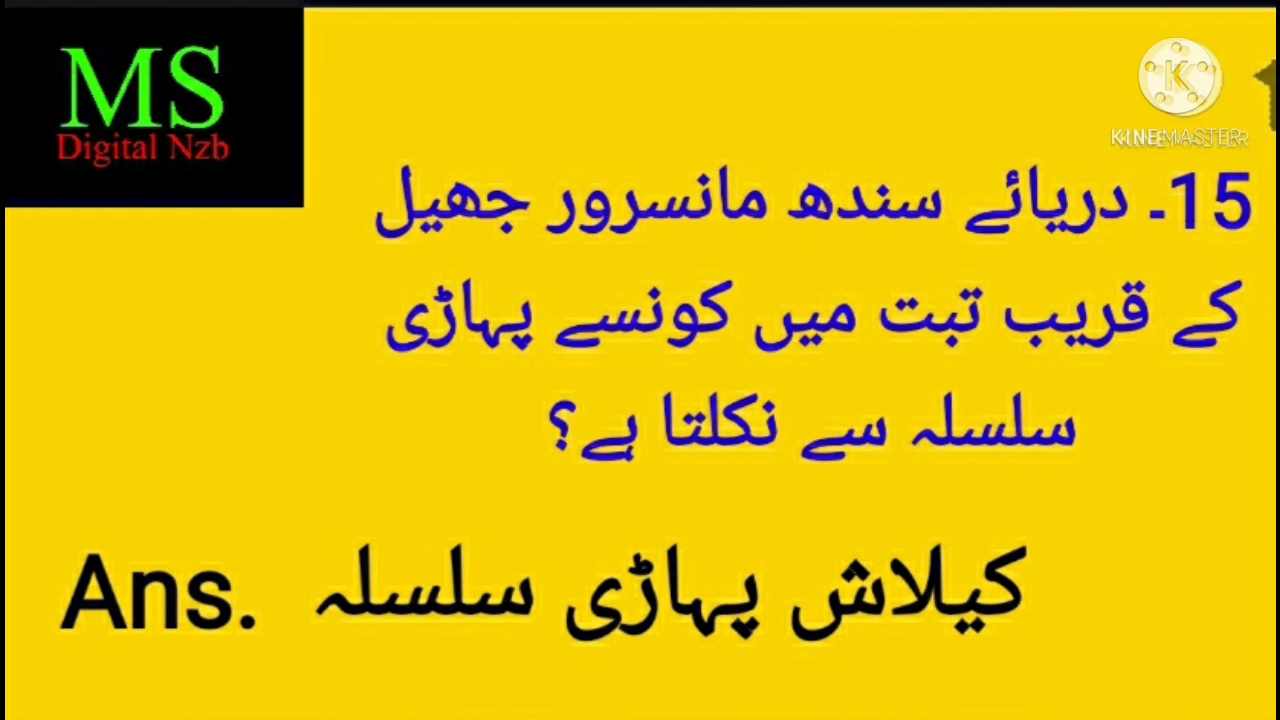 MS
Digital Nzb
KINEMASTER
15۔ دریائے سندھ مانسرور جھیل
کے قریب تبت میں کونسے پہاڑی
سلسلہ سے نکلتا ہے؟
Ans. کیلاش پہاڑی سلسلہ